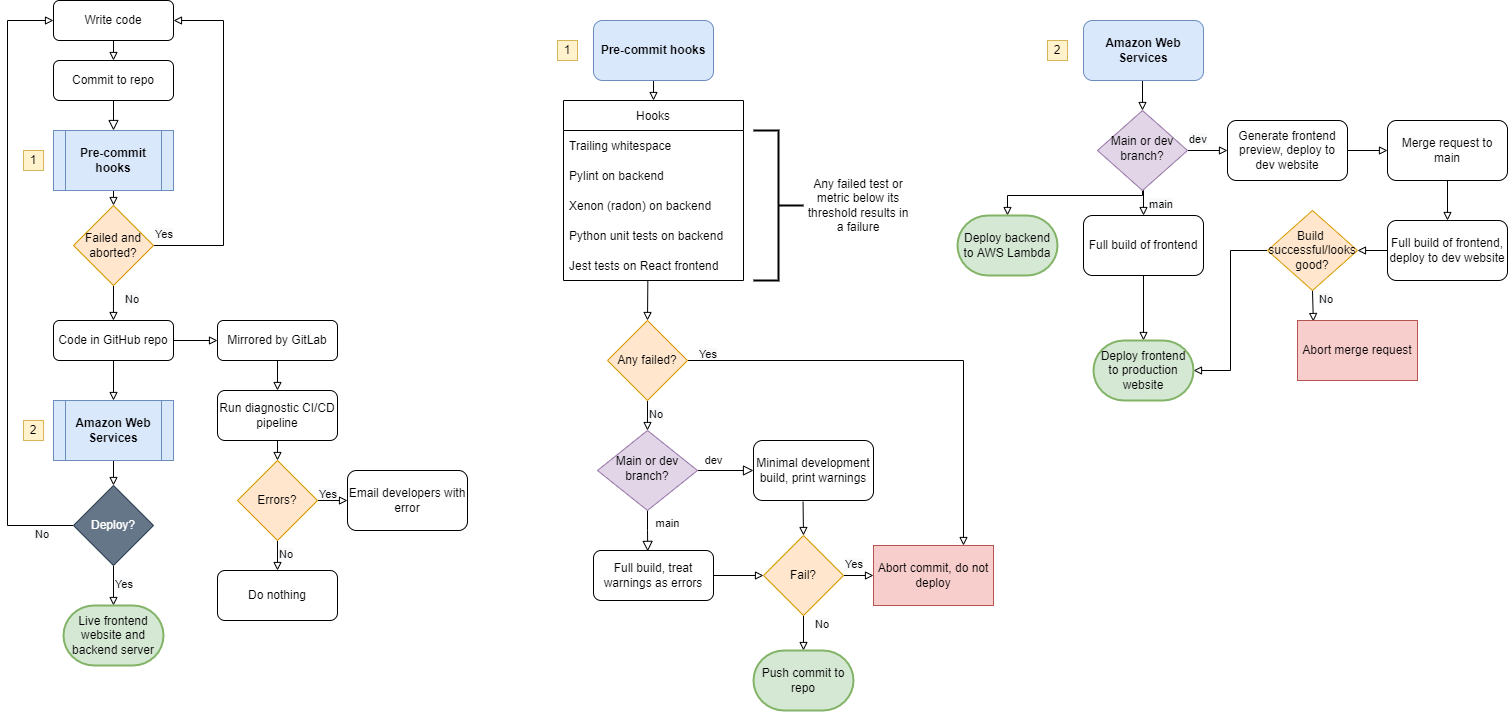 Write code
Commit to repo
1
Pre-commit
hooks
Failed and
aborted?
Yes
No
Code in GitHub repo
Mirrored by GitLab
Run diagnostic CI/CD
pipeline
2
Amazon Web
Services
Errors?
Yes
Email developers with
error
No
Do nothing
Deploy?
No
Yes
Live frontend
website and
backend server
1
Pre-commit hooks
Hooks
Trailing whitespace
Pylint on backend
Xenon (radon) on backend
Python unit tests on backend
Jest tests on React frontend
Any failed test or
metric below its
threshold results in
a failure
Any failed?
Yes
No
Main or dev
branch?
dev
Minimal development
build, print warnings
main
Full build, treat
warnings as errors
Fail?
Yes
Abort commit, do not
deploy
No
Push commit to
repo
2
Amazon Web
Services
Main or dev
branch?
dev
Generate frontend
preview, deploy to
dev website
Merge request to
main
main
Deploy backend
to AWS Lambda
Full build of frontend
Build
successful/looks
good?
Full build of frontend,
deploy to dev website
No
Abort merge request
Deploy frontend
to production
website